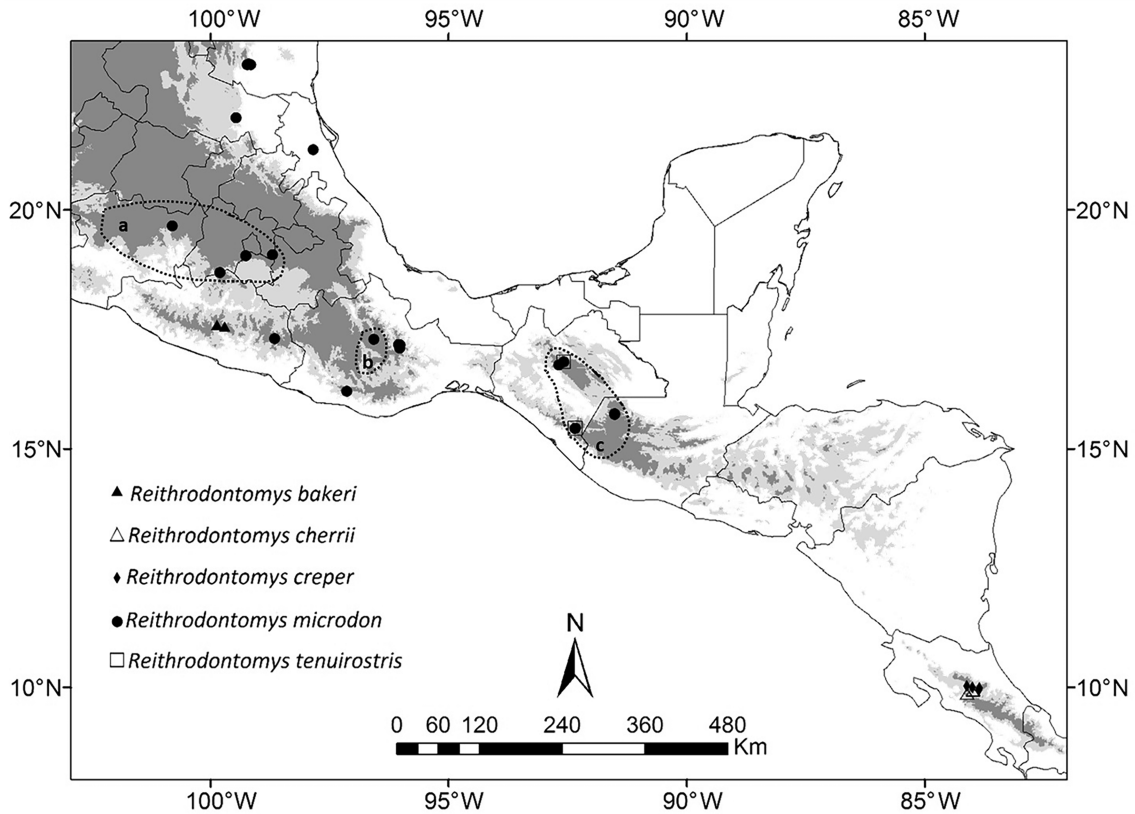 100°W 95°W 90°W 85°W
20°N 20°N
a
b
c
15°N 15°N
Reithrodontomys bakeri
Reithrodontomys cherrii
Reithrodontomys creper
Reithrodontomys microdon
Reithrodontomys tenuirostris
N
10°N 10°N
0 60 120 240 360 480
Km
100°W 95°W 90°W 85°W